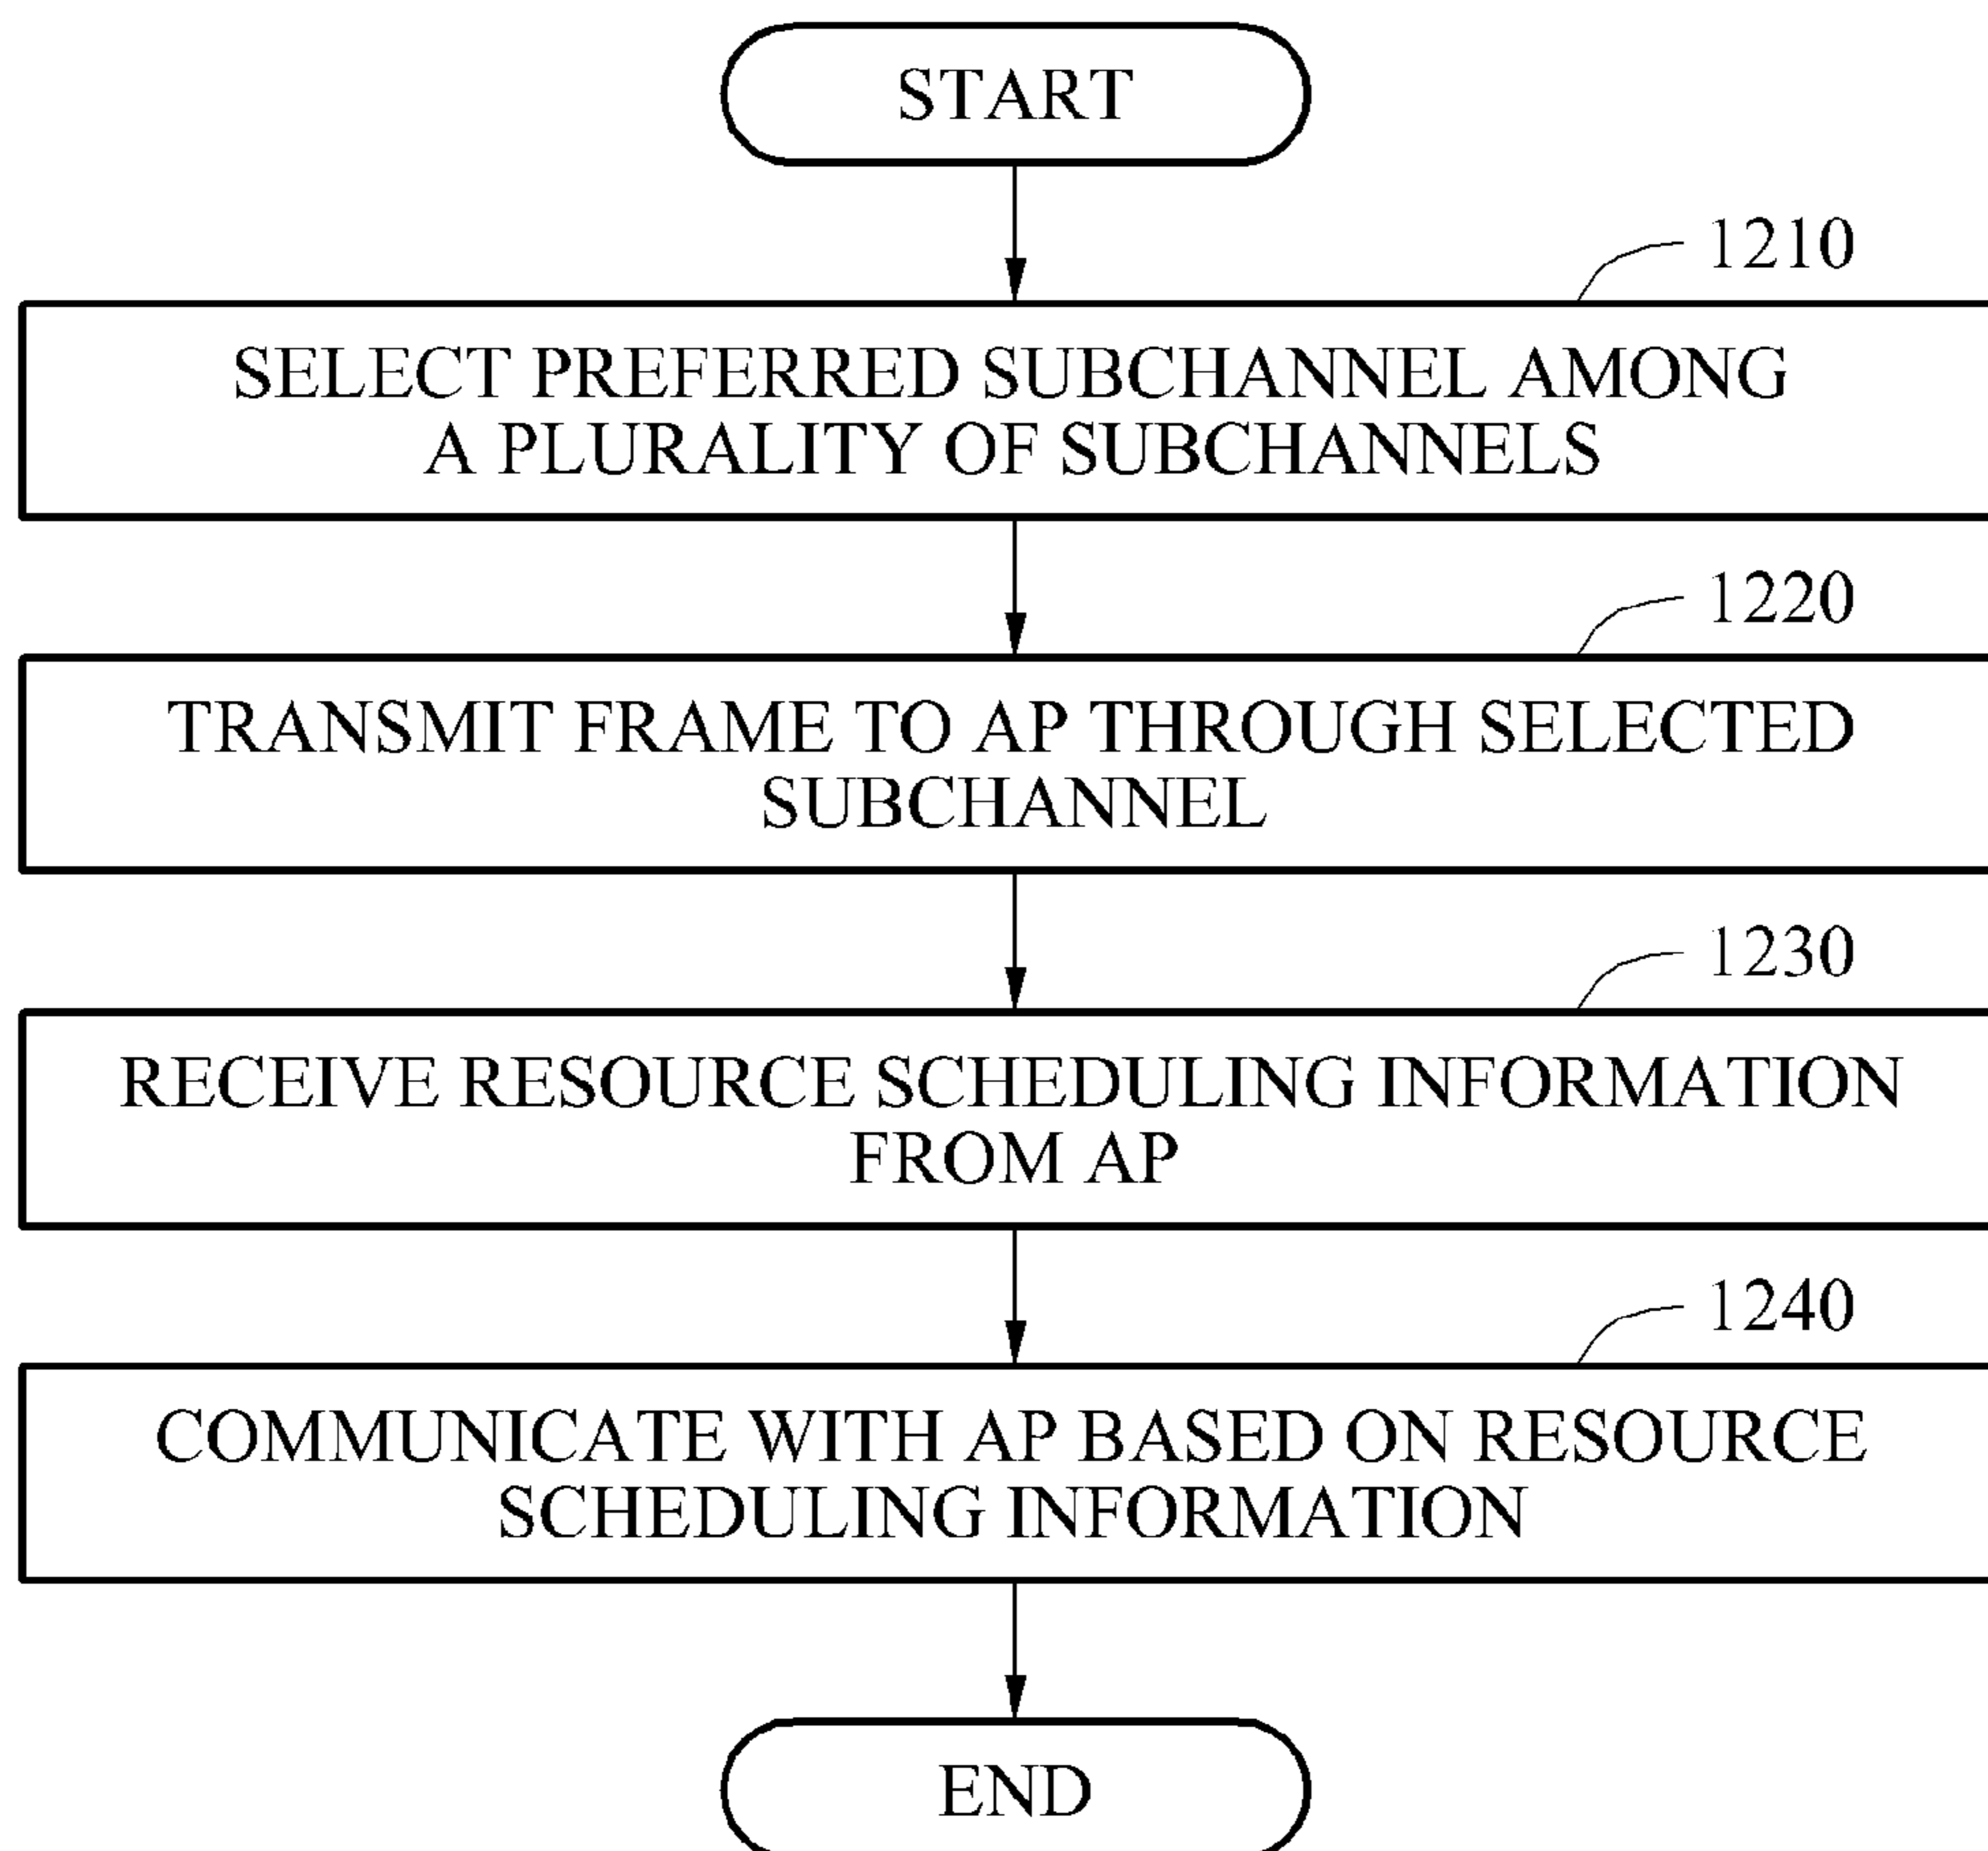 START
1210
SELECT PREFERRED SUBCHANNEL AMONG
A PLURALITY OF SUBCHANNELS
1220
TRANSMIT FRAME TO AP THROUGH SELECTED
SUBCHANNEL
1230
RECEIVE RESOURCE SCHEDULING INFORMATION
FROM AP
1240
COMMUNICATE WITH AP BASED ON RESOURCE
SCHEDULING INFORMATION
END